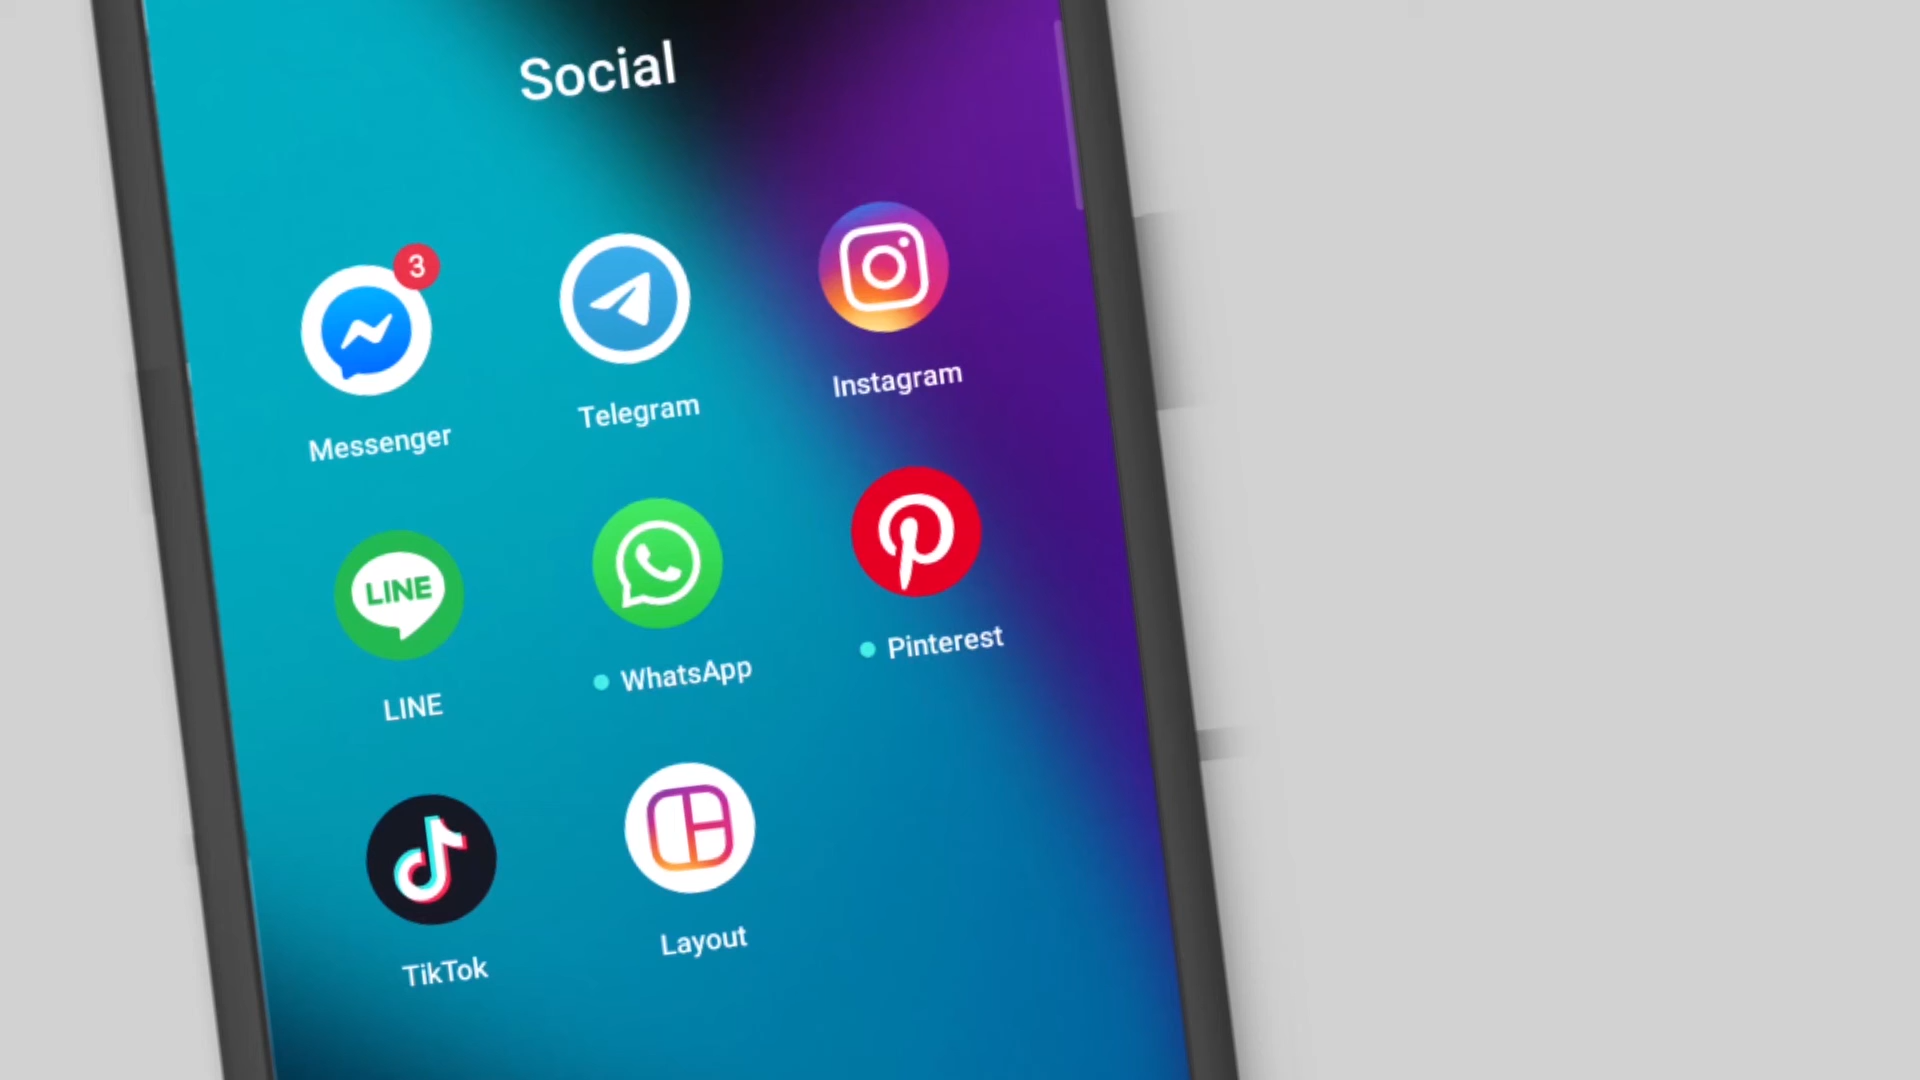 Social
3
Messenger
Telegram
Instagram
LINE
LINE
WhatsApp
Pinterest
TikTok
Layout